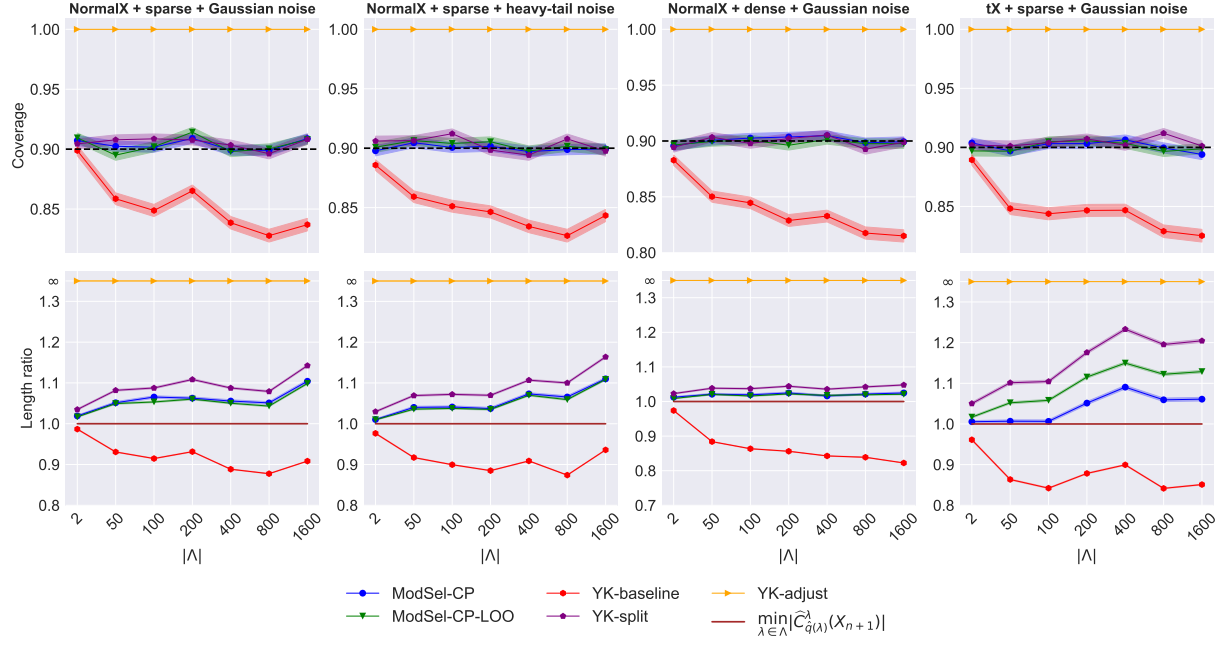 NormalX + sparse + Gaussian noise
NormalX + sparse + heavy-tail noise
NormalX + dense + Gaussian noise
tX + sparse + Gaussian noise
Coverage
1.00
0.95
0.90
0.85
1.00
0.95
0.90
0.85
1.00
0.95
0.90
0.85
0.80
1.00
0.95
0.90
0.85
Length ratio
∞
1.3
1.2
1.1
1.0
0.9
0.8
∞
1.3
1.2
1.1
1.0
0.9
0.8
∞
1.3
1.2
1.1
1.0
0.9
0.8
0.7
∞
1.3
1.2
1.1
1.0
0.9
0.8
2 50 100 200 400 800 1600
2 50 100 200 400 800 1600
2 50 100 200 400 800 1600
2 50 100 200 400 800 1600
|Λ|
|Λ|
|Λ|
|Λ|
ModSel-CP
YK-baseline
YK-adjust
ModSel-CP-LOO
YK-split
min_{λ∈Λ}|Ĉ^λ_{q̂(λ)}(X_{n+1})|